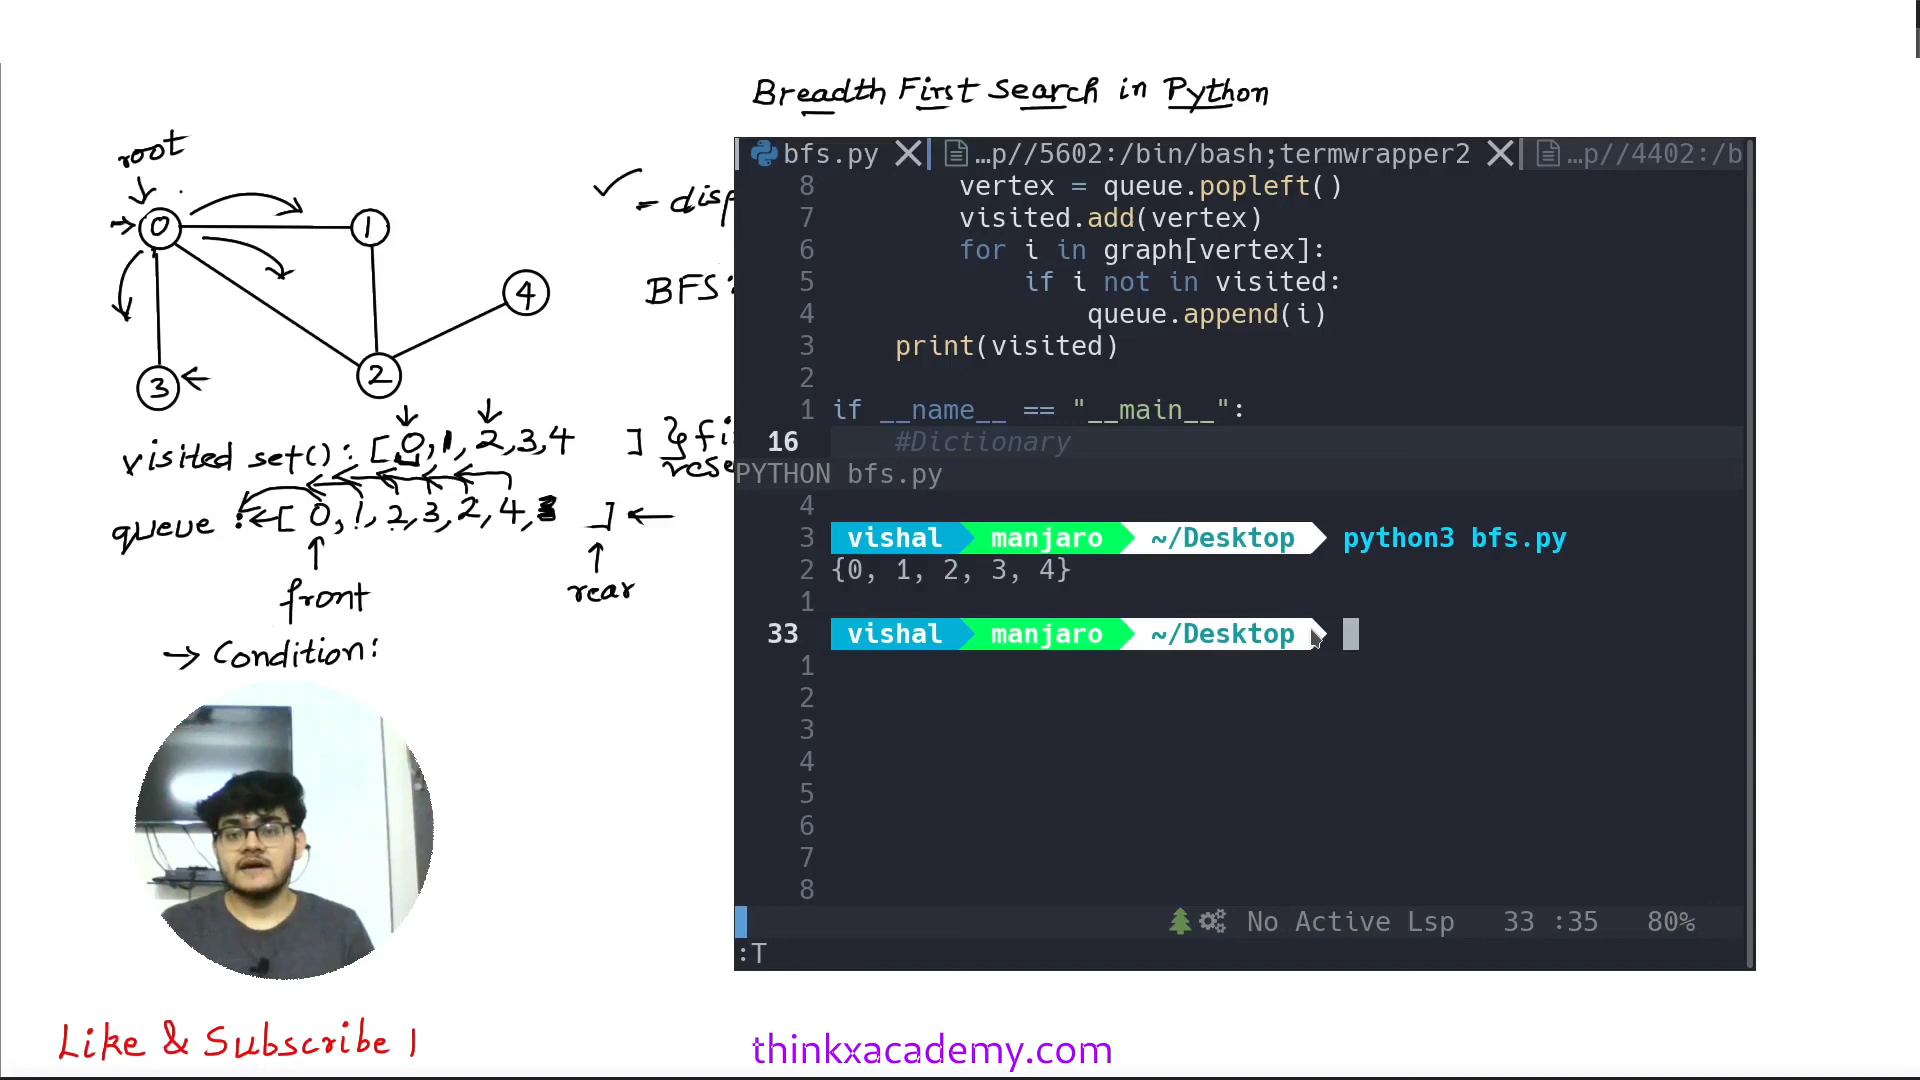 Breadth First Search in Python
root
0
1
4
3
2
= disp
BFS:
visited set(): [0,1,2,3,4 ] } fi
rese
queue : [0,1,2,3,2,4,3 ]
front
rear
→ Condition:
Like & Subscribe !
thinkxacademy.com
bfs.py ✕ …p//5602:/bin/bash;termwrapper2 ✕ …p//4402:/b
8 vertex = queue.popleft()
7 visited.add(vertex)
6 for i in graph[vertex]:
5 if i not in visited:
4 queue.append(i)
3 print(visited)
2
1 if __name__ == "__main__":
16 #Dictionary
PYTHON bfs.py
4
3 vishal manjaro ~/Desktop python3 bfs.py
2 {0, 1, 2, 3, 4}
1
33 vishal manjaro ~/Desktop
1
2
3
4
5
6
7
8
No Active Lsp 33 :35 80%
:T